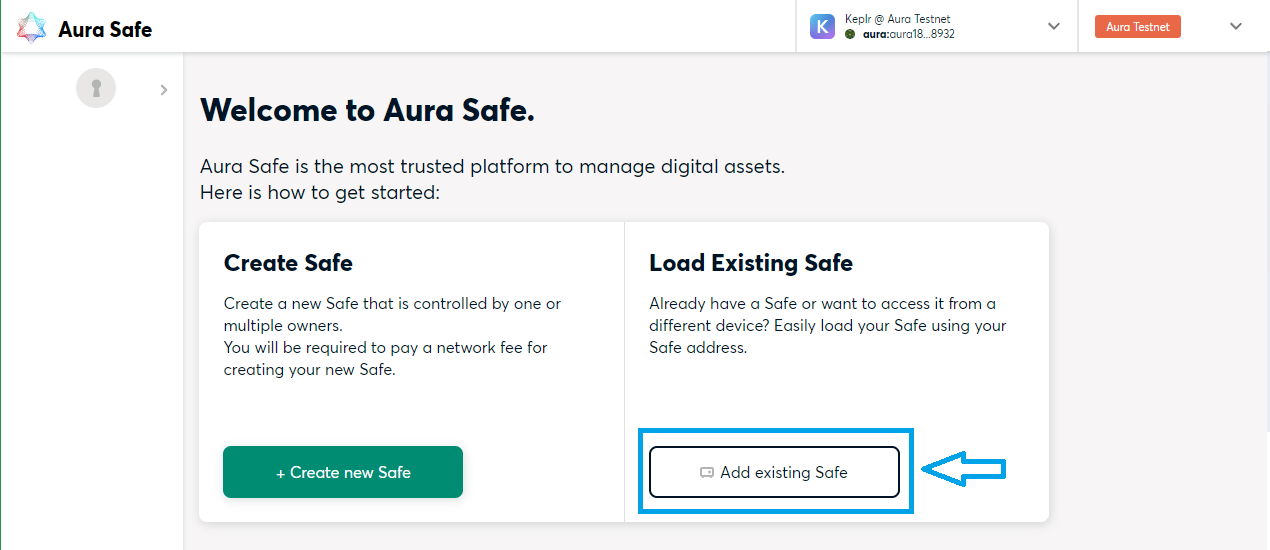 Aura Safe
K
Keplr @ Aura Testnet
aura:aura18...8932
Aura Testnet
Welcome to Aura Safe.
Aura Safe is the most trusted platform to manage digital assets.
Here is how to get started:
Create Safe
Create a new Safe that is controlled by one or
multiple owners.
You will be required to pay a network fee for
creating your new Safe.
+ Create new Safe
Load Existing Safe
Already have a Safe or want to access it from a
different device? Easily load your Safe using your
Safe address.
Add existing Safe